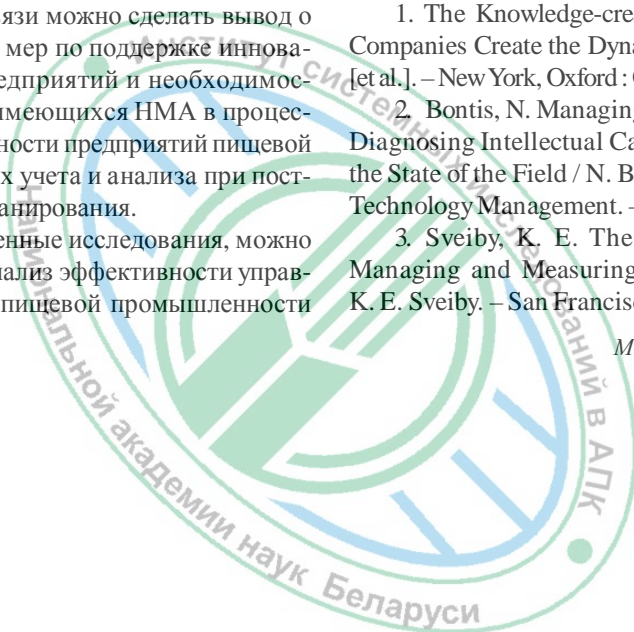 язи можно сделать вывод о
мер по поддержке иннова-
едприятий и необходимос-
имеющихся НМА в процес-
ности предприятий пищевой
х учета и анализа при пост-
анирования.
енные исследования, можно
нализ эффективности управ-
пищевой промышленности
1. The Knowledge-cre
Companies Create the Dyna
[et al.]. – New York, Oxford : O
2. Bontis, N. Managing
Diagnosing Intellectual Ca
the State of the Field / N. B
Technology Management. –
3. Sveiby, K. E. The
Managing and Measuring
K. E. Sveiby. – San Francisc
М
Институт системных исследований в АПК
Национальной академии наук Беларуси